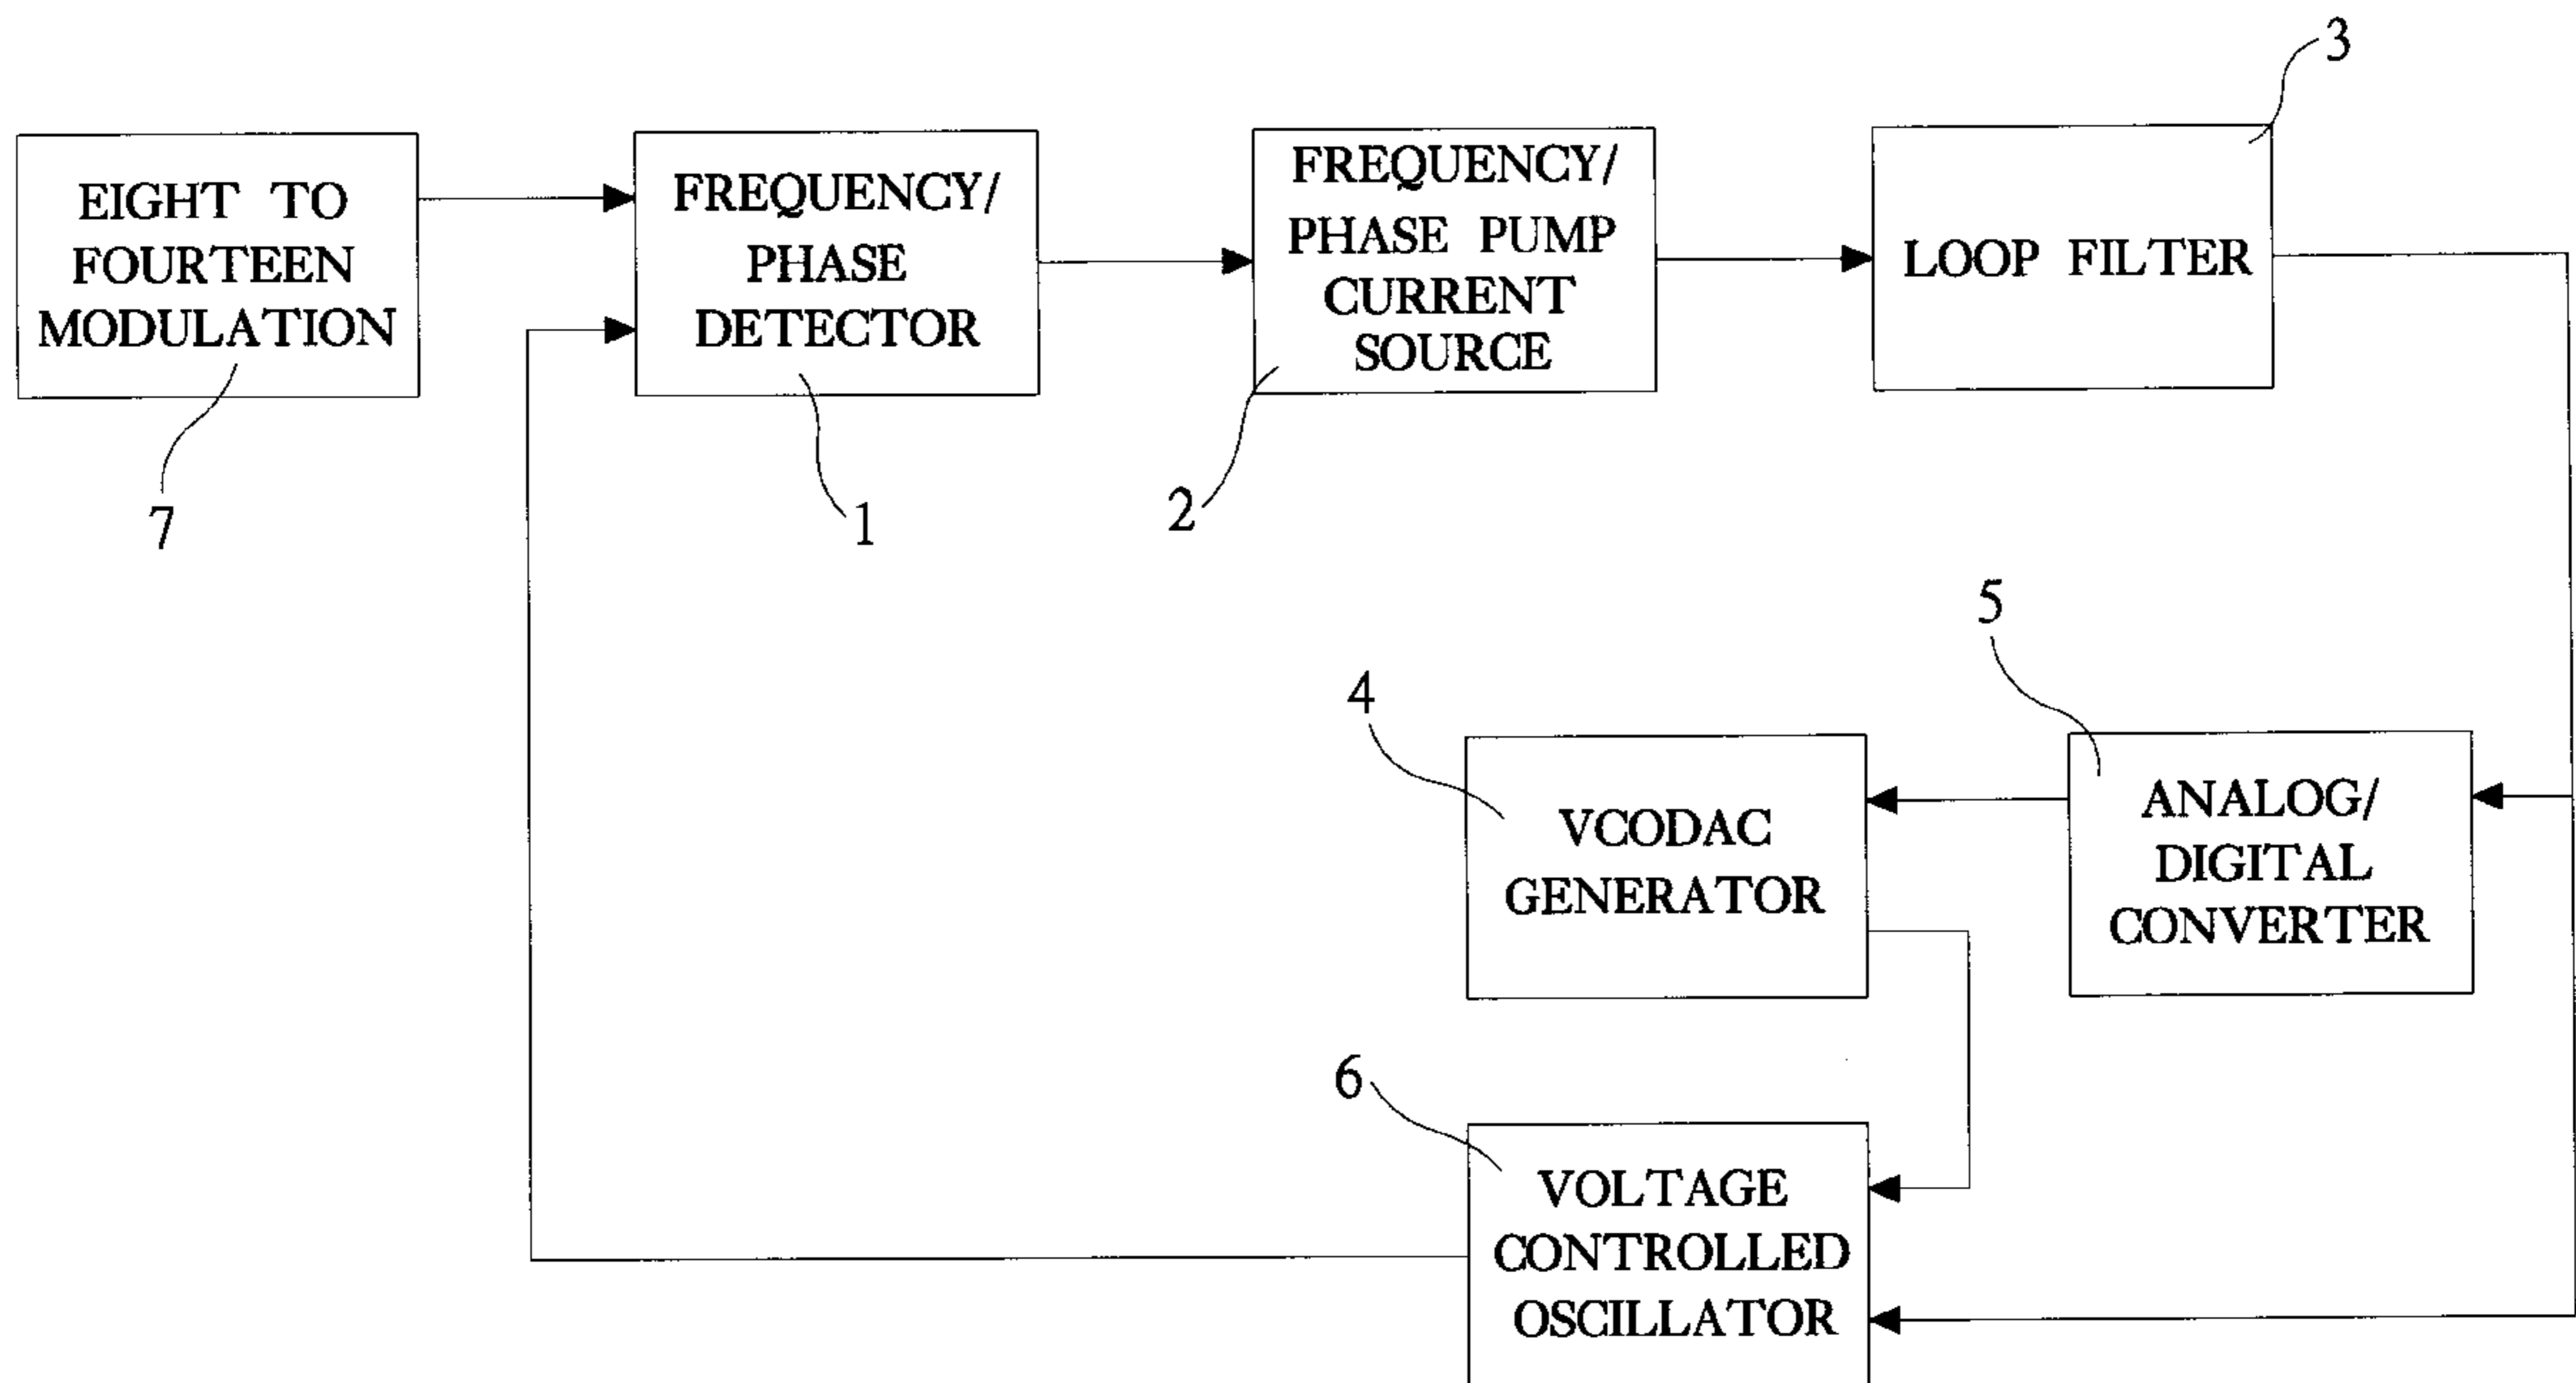 3
EIGHT TO
FOURTEEN
MODULATION
7
FREQUENCY/
PHASE
DETECTOR
1
FREQUENCY/
PHASE PUMP
CURRENT
SOURCE
2
LOOP FILTER
5
ANALOG/
DIGITAL
CONVERTER
4
VCODAC
GENERATOR
6
VOLTAGE
CONTROLLED
OSCILLATOR